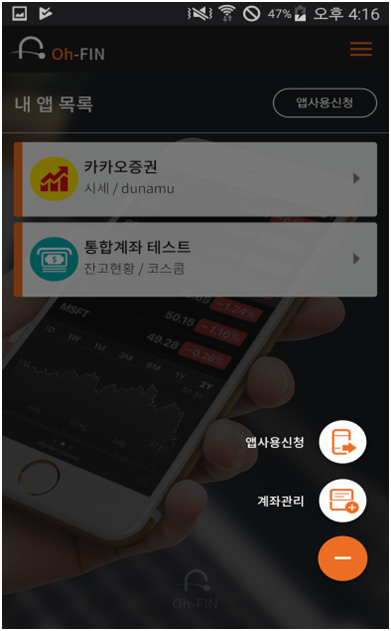 47% 오후 4:16
Oh-FIN
내 앱 목록
앱사용신청
카카오증권
시세 / dunamu
통합계좌 테스트
잔고현황 / 코스콤
-1.24%
MSFT
50.15
-1.16%
49.28
-0.26%
1D 1W 1M 3M 6M 1Y 2Y
앱사용신청
계좌관리
Oh-FIN